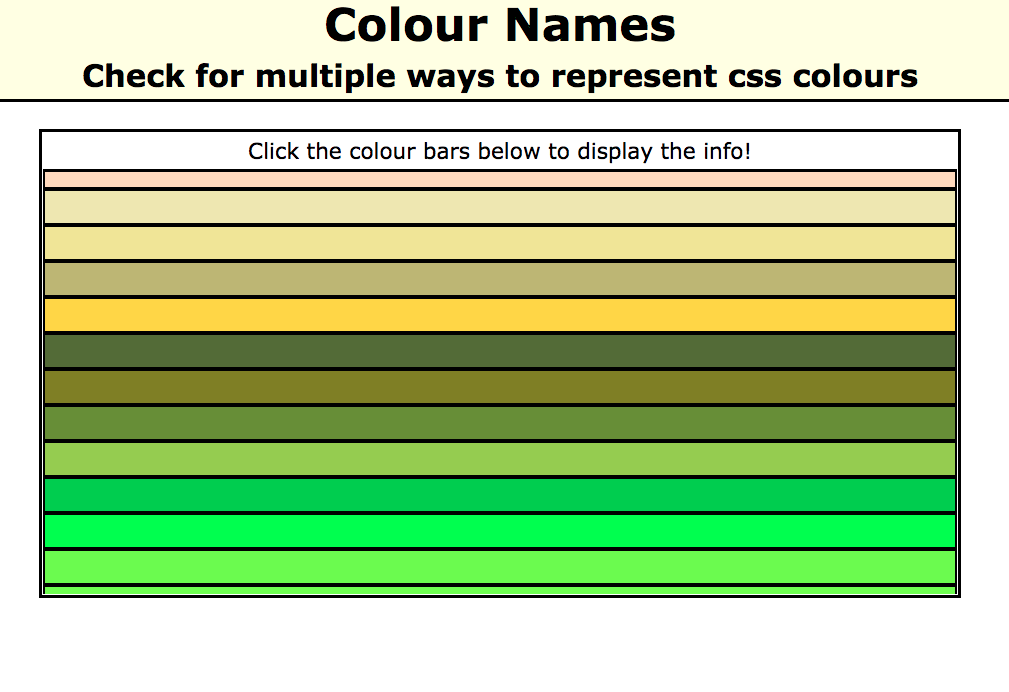 Colour Names
Check for multiple ways to represent css colours
Click the colour bars below to display the info!